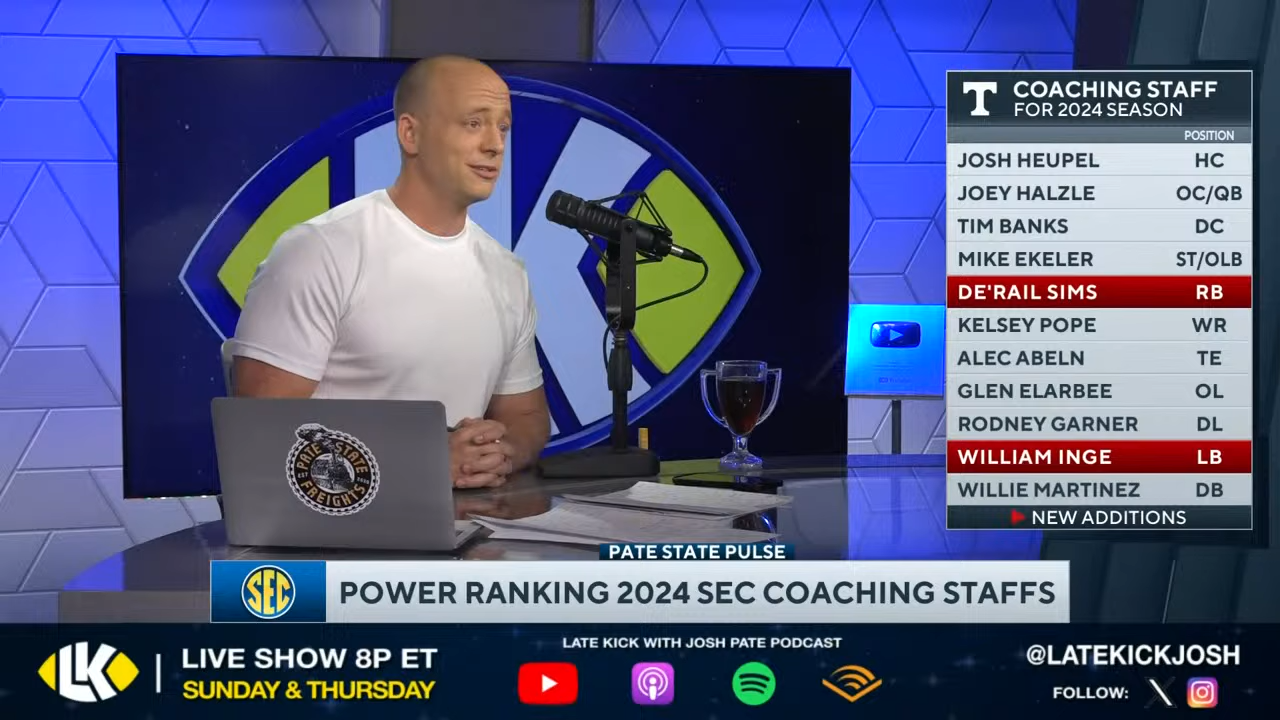 T COACHING STAFF
FOR 2024 SEASON
POSITION
JOSH HEUPEL HC
JOEY HALZLE OC/QB
TIM BANKS DC
MIKE EKELER ST/OLB
DE'RAIL SIMS RB
KELSEY POPE WR
ALEC ABELN TE
GLEN ELARBEE OL
RODNEY GARNER DL
WILLIAM INGE LB
WILLIE MARTINEZ DB
NEW ADDITIONS
LK
PATE STATE
FREIGHTS
PATE STATE PULSE
SEC
POWER RANKING 2024 SEC COACHING STAFFS
LK
LIVE SHOW 8P ET
SUNDAY & THURSDAY
LATE KICK WITH JOSH PATE PODCAST
@LATEKICKJOSH
FOLLOW: